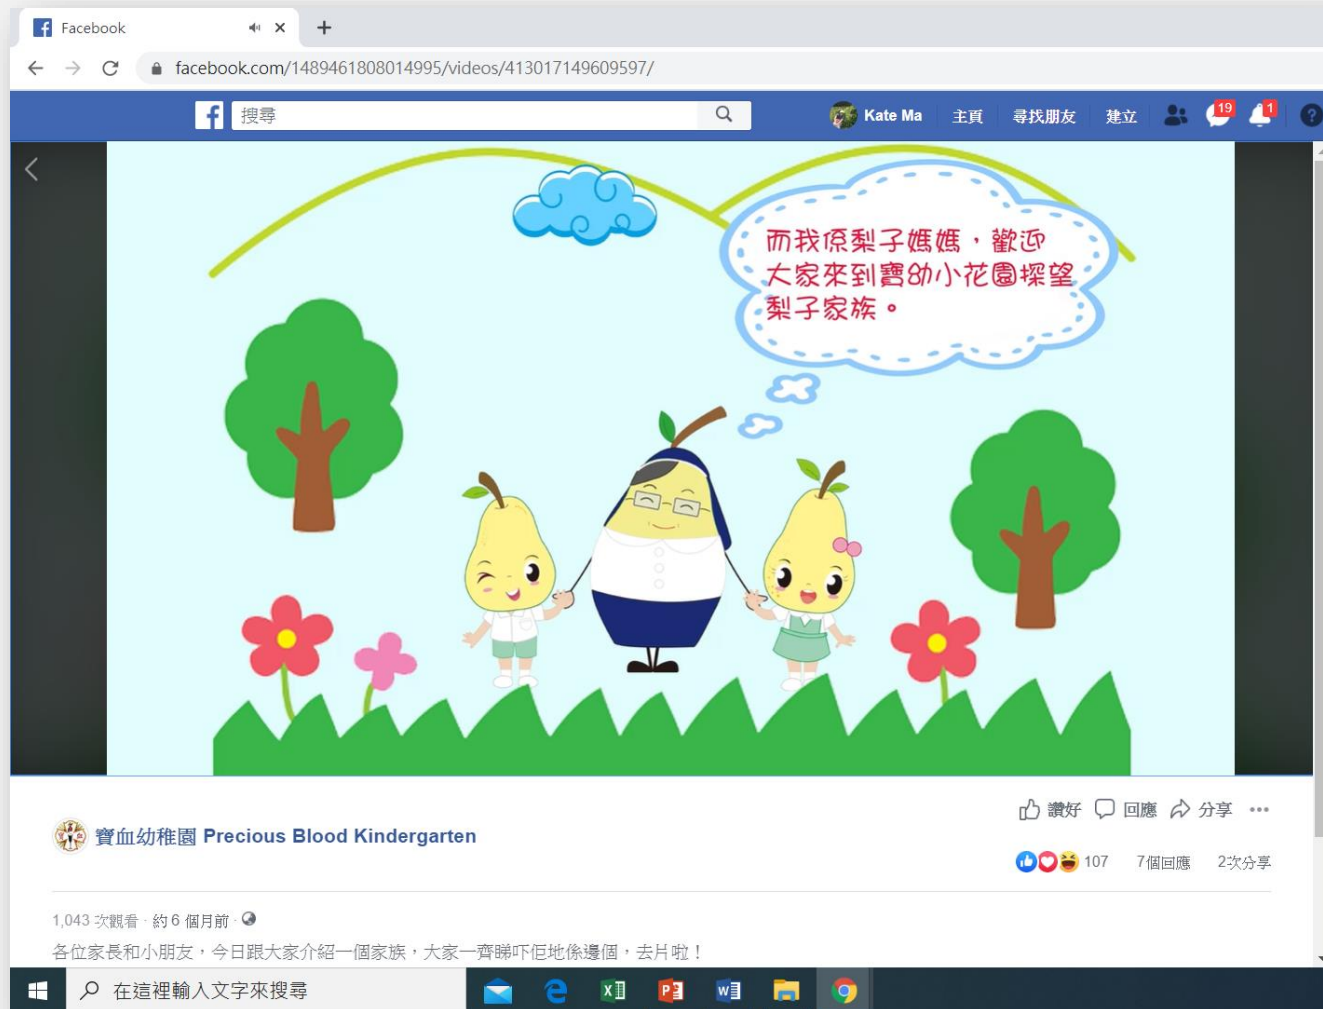 Facebook
facebook.com/1489461808014995/videos/413017149609597/
搜尋
Kate Ma 主頁 尋找朋友 建立 19 1
而我係梨子媽媽，歡迎
大家來到寶幼小花園探望
梨子家族。
讚好 回應 分享
寶血幼稚園 Precious Blood Kindergarten
107 7個回應 2次分享
1,043 次觀看 · 約 6 個月前 ·
各位家長和小朋友，今日跟大家介紹一個家族，大家一齊睇吓佢地係邊個，去片啦！
在這裡輸入文字來搜尋